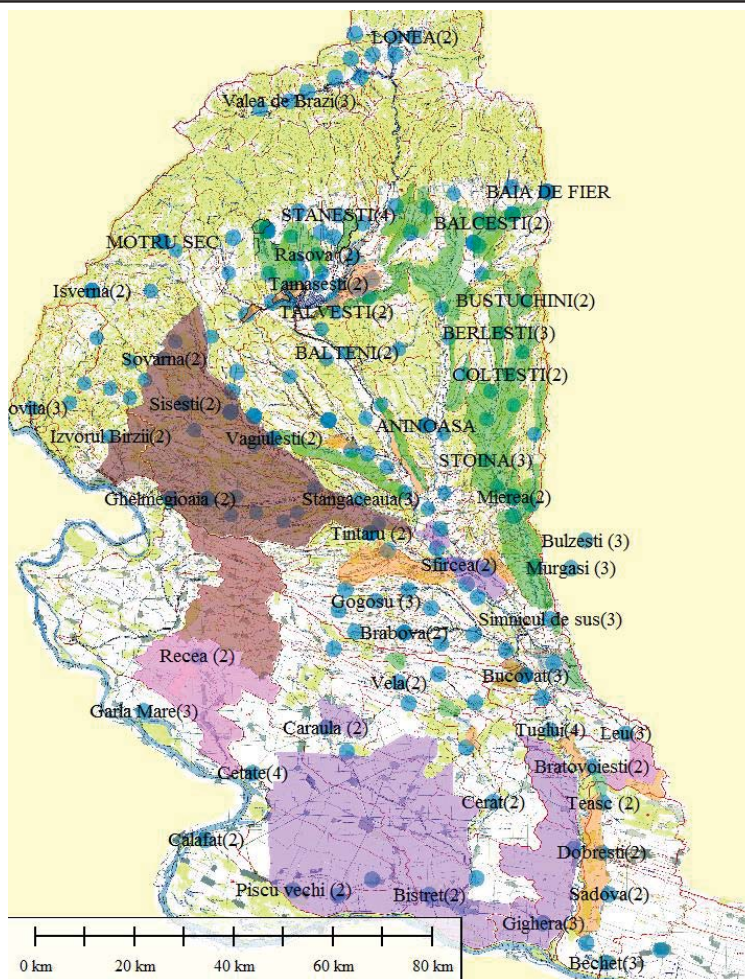 LONEA(2)
Valea de Brazi(3)
BAIA DE FIER
STANESTI(4)
BALCESTI(2)
MOTRU SEC
Rasova (2)
Tamasesti(2)
Isverna(2)
BUSTUCHINI(2)
TALVESTI(2)
BERLESTI(3)
BALTENI(2)
Sovarna(2)
COLTESTI(2)
Sisesti(2)
ovita(3)
ANINOASA
Izvorul Birzii(2)
Vagiulesti(2)
STOINA(3)
Ghelmegioaia (2)
Stangaceaua(3)
Mierea(2)
Tintaru (2)
Bulzesti (3)
Sfircea(2)
Murgasi (3)
Gogosu (3)
Simnicul de sus(3)
Brabova(2)
Recea (2)
Bucovat(3)
Vela(2)
Garla Mare(3)
Caraula (2)
Tuglui(4)
Leu(3)
Cetate(4)
Bratovoiesti(2)
Cerat(2)
Teasc (2)
Calafat(2)
Dobresti(2)
Piscu vechi (2)
Bistret(2)
Sadova(2)
Gighera(3)
Bechet(3)
0 km 20 km 40 km 60 km 80 km